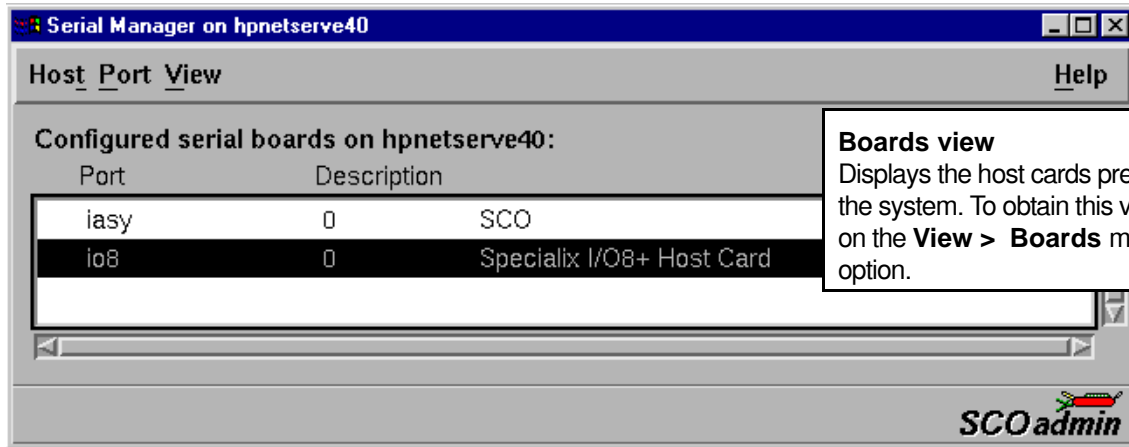 Serial Manager on hpnetserve40
Host Port View Help
Configured serial boards on hpnetserve40:
Port Description
iasy 0 SCO
io8 0 Specialix I/O8+ Host Card
Boards view
Displays the host cards
the system. To obtain this
on the View > Boards
option.
SCOadmin